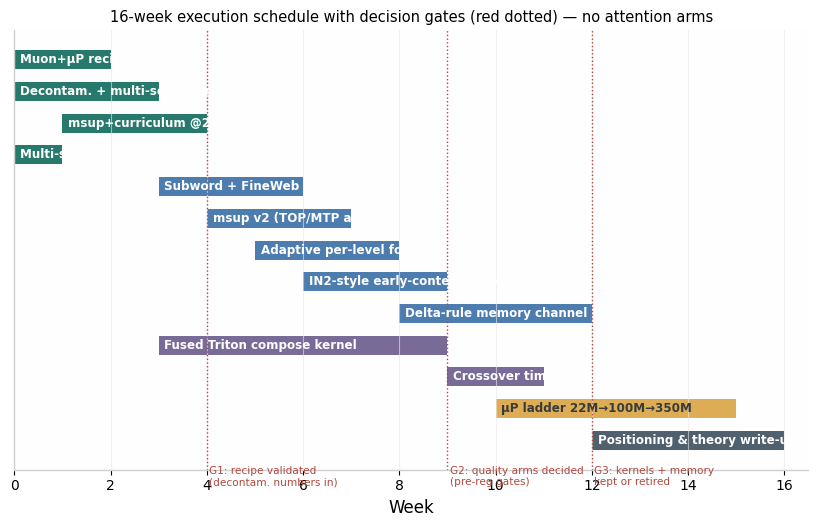 16-week execution schedule with decision gates (red dotted) — no attention arms
Muon+µP reci
Decontam. + multi-se
msup+curriculum @2
Multi-s
Subword + FineWeb
msup v2 (TOP/MTP a
Adaptive per-level fo
IN2-style early-conte
Delta-rule memory channel
Fused Triton compose kernel
Crossover tim
µP ladder 22M→100M→350M
Positioning & theory write-u
G1: recipe validated
(decontam. numbers in)
G2: quality arms decided
(pre-reg gates)
G3: kernels + memory
kept or retired
0 2 4 6 8 10 12 14 16
Week